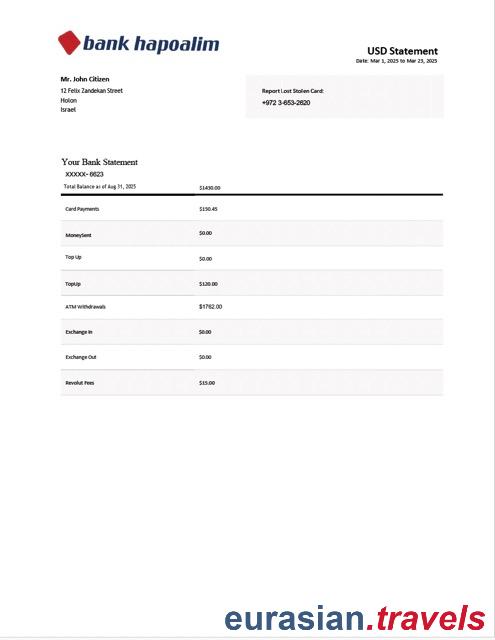 bank hapoalim
USD Statement
Date: Mar 1, 2025 to Mar 23, 2025
Mr. John Citizen
12 Felix Zandekan Street
Holon
Israel
Report Lost Stolen Card:
+972 3-653-2620
Your Bank Statement
XXXXX- 6623
Total Balance as of Aug 31, 2025 $1430.00
Card Payments $150.45
MoneySent $0.00
Top Up $0.00
TopUp $120.00
ATM Withdrawals $1762.00
Exchange In $0.00
Exchange Out $0.00
Revolut Fees $15.00
eurasian.travels